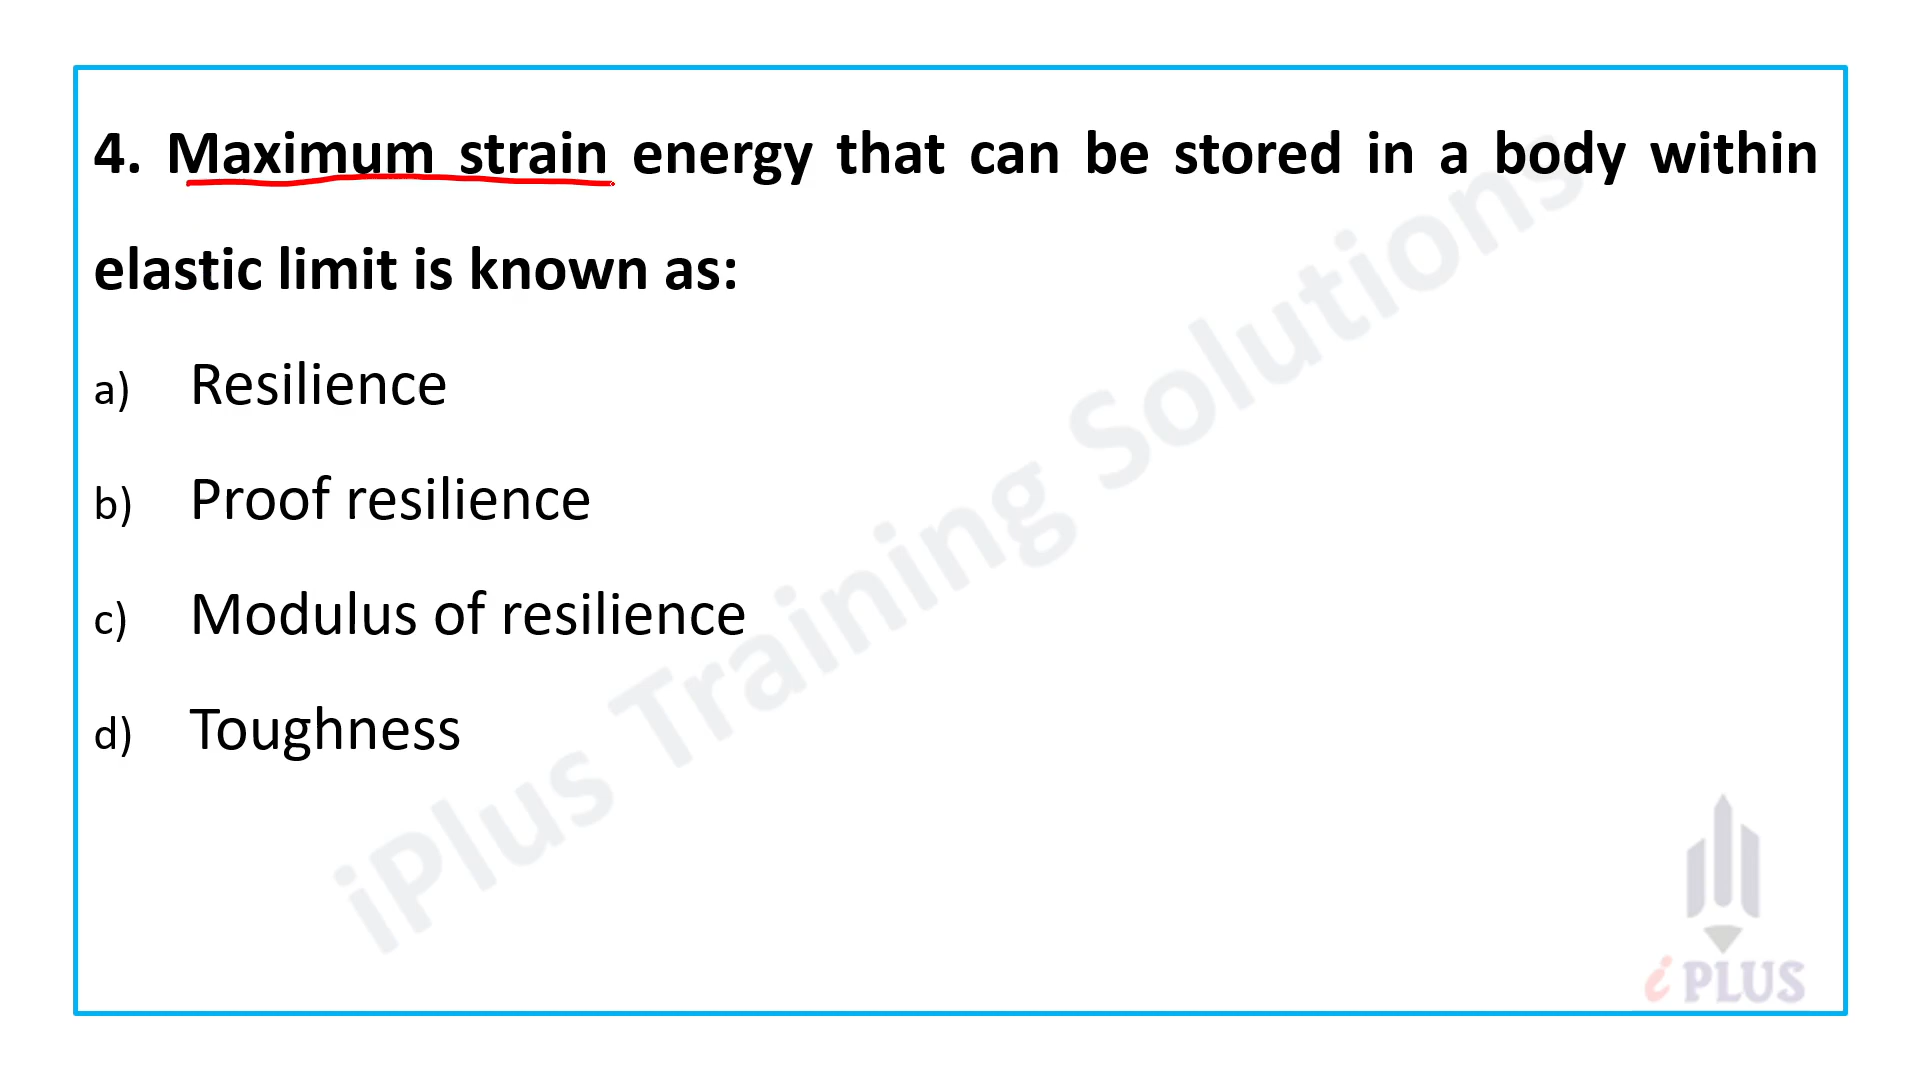 4. Maximum strain energy that can be stored in a body within
elastic limit is known as:
a) Resilience
b) Proof resilience
c) Modulus of resilience
d) Toughness
iPlus Training Solutions
i PLUS